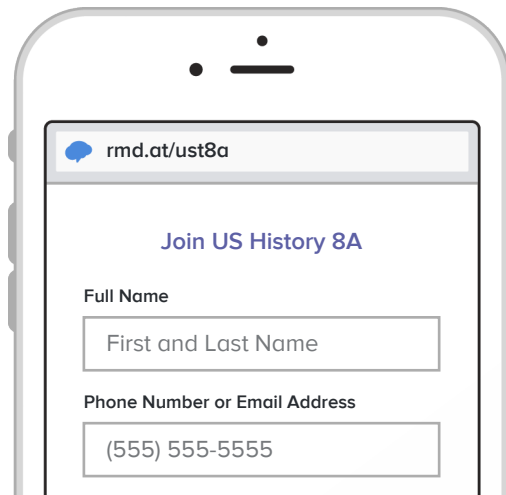 rmd.at/ust8a
Join US History 8A
Full Name
First and Last Name
Phone Number or Email Address
(555) 555-5555